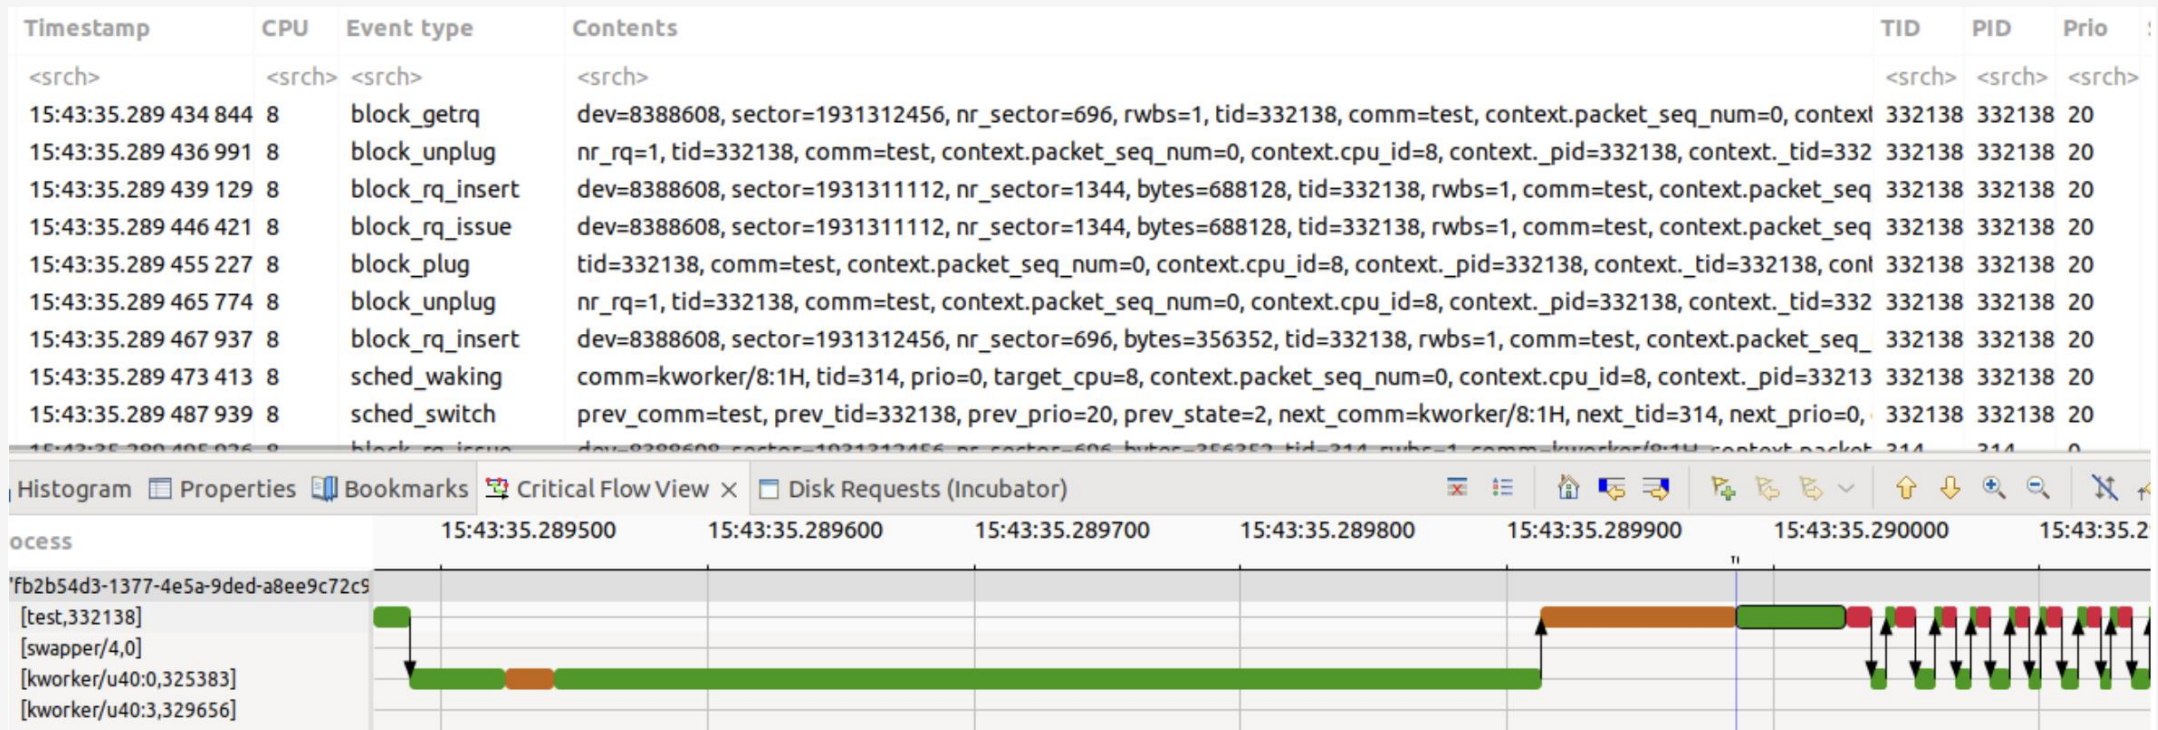 Timestamp CPU Event type Contents TID PID Prio
<srch> <srch> <srch> <srch> <srch> <srch> <srch>
15:43:35.289 434 844 8 block_getrq dev=8388608, sector=1931312456, nr_sector=696, rwbs=1, tid=332138, comm=test, context.packet_seq_num=0, context 332138 332138 20
15:43:35.289 436 991 8 block_unplug nr_rq=1, tid=332138, comm=test, context.packet_seq_num=0, context.cpu_id=8, context._pid=332138, context._tid=332 332138 332138 20
15:43:35.289 439 129 8 block_rq_insert dev=8388608, sector=1931311112, nr_sector=1344, bytes=688128, tid=332138, rwbs=1, comm=test, context.packet_seq 332138 332138 20
15:43:35.289 446 421 8 block_rq_issue dev=8388608, sector=1931311112, nr_sector=1344, bytes=688128, tid=332138, rwbs=1, comm=test, context.packet_seq 332138 332138 20
15:43:35.289 455 227 8 block_plug tid=332138, comm=test, context.packet_seq_num=0, context.cpu_id=8, context._pid=332138, context._tid=332138, cont 332138 332138 20
15:43:35.289 465 774 8 block_unplug nr_rq=1, tid=332138, comm=test, context.packet_seq_num=0, context.cpu_id=8, context._pid=332138, context._tid=332 332138 332138 20
15:43:35.289 467 937 8 block_rq_insert dev=8388608, sector=1931312456, nr_sector=696, bytes=356352, tid=332138, rwbs=1, comm=test, context.packet_seq_ 332138 332138 20
15:43:35.289 473 413 8 sched_waking comm=kworker/8:1H, tid=314, prio=0, target_cpu=8, context.packet_seq_num=0, context.cpu_id=8, context._pid=33213 332138 332138 20
15:43:35.289 487 939 8 sched_switch prev_comm=test, prev_tid=332138, prev_prio=20, prev_state=2, next_comm=kworker/8:1H, next_tid=314, next_prio=0, 332138 332138 20
Histogram Properties Bookmarks Critical Flow View Disk Requests (Incubator)
15:43:35.289500 15:43:35.289600 15:43:35.289700 15:43:35.289800 15:43:35.289900 15:43:35.290000 15:43:35.2
ocess
'fb2b54d3-1377-4e5a-9ded-a8ee9c72c9
[test,332138]
[swapper/4,0]
[kworker/u40:0,325383]
[kworker/u40:3,329656]